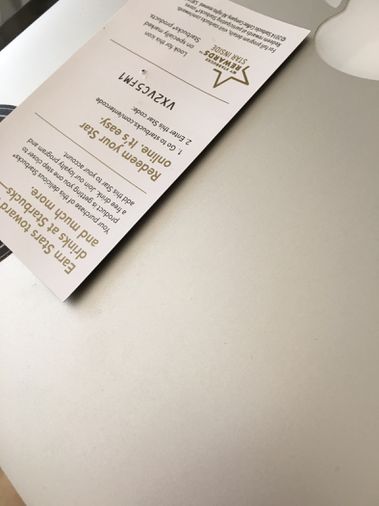 Earn Stars toward
drinks at Starbucks–
and much more.
Your purchase of this delicious Starbucks®
product is getting you one step closer to
a free drink. Join our loyalty program and
add this Star to your account.
Redeem your Star
online. It's easy.
1. Go to starbucks.com/entercode
2. Enter this Star code:
VX2VC5FM1
Look for this icon
on specially marked
Starbucks® products
MY STARBUCKS
REWARDS™
STAR INSIDE